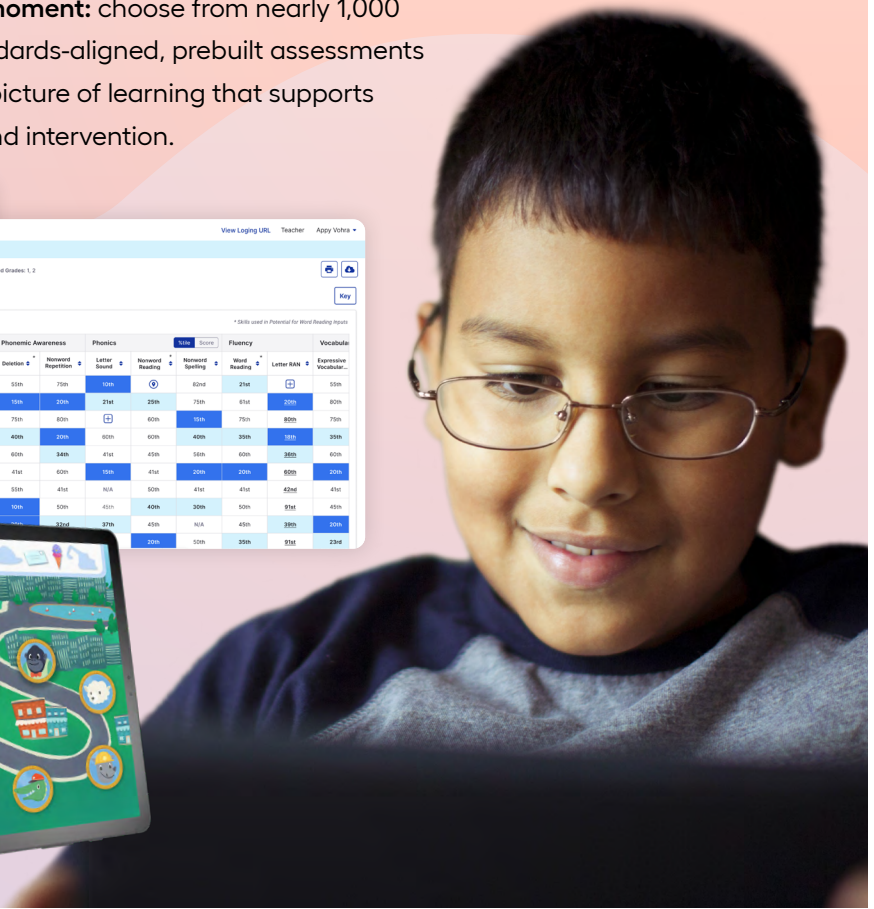 noment: choose from nearly 1,000
dards-aligned, prebuilt assessments
picture of learning that supports
nd intervention.
View Loging URL Teacher Appy Vohra
d Grades: 1, 2
Key
* Skills used in Potential for Word Reading Inputs
Phonemic Awareness Phonics %tile Score Fluency Vocabular
Deletion * Nonword Repetition Letter Sound Nonword Reading * Nonword Spelling Word Reading * Letter RAN Expressive Vocabular...
55th 75th 10th 82nd 21st 55th
15th 20th 21st 25th 75th 61st 20th 80th
75th 80m 60th 15th 75th 80th 75th
40th 20th 60th 60th 40th 35th 18th 35th
60th 34th 41st 45th 56th 60th 36th 60th
41st 60th 15th 41st 20th 20th 60th 20th
55th 41st N/A 50th 41st 41st 42nd 41st
10th 50th 45th 40th 30th 50th 91st 45th
20th 32nd 37th 45th N/A 45th 39th 20th
20th 50th 35th 91st 23rd